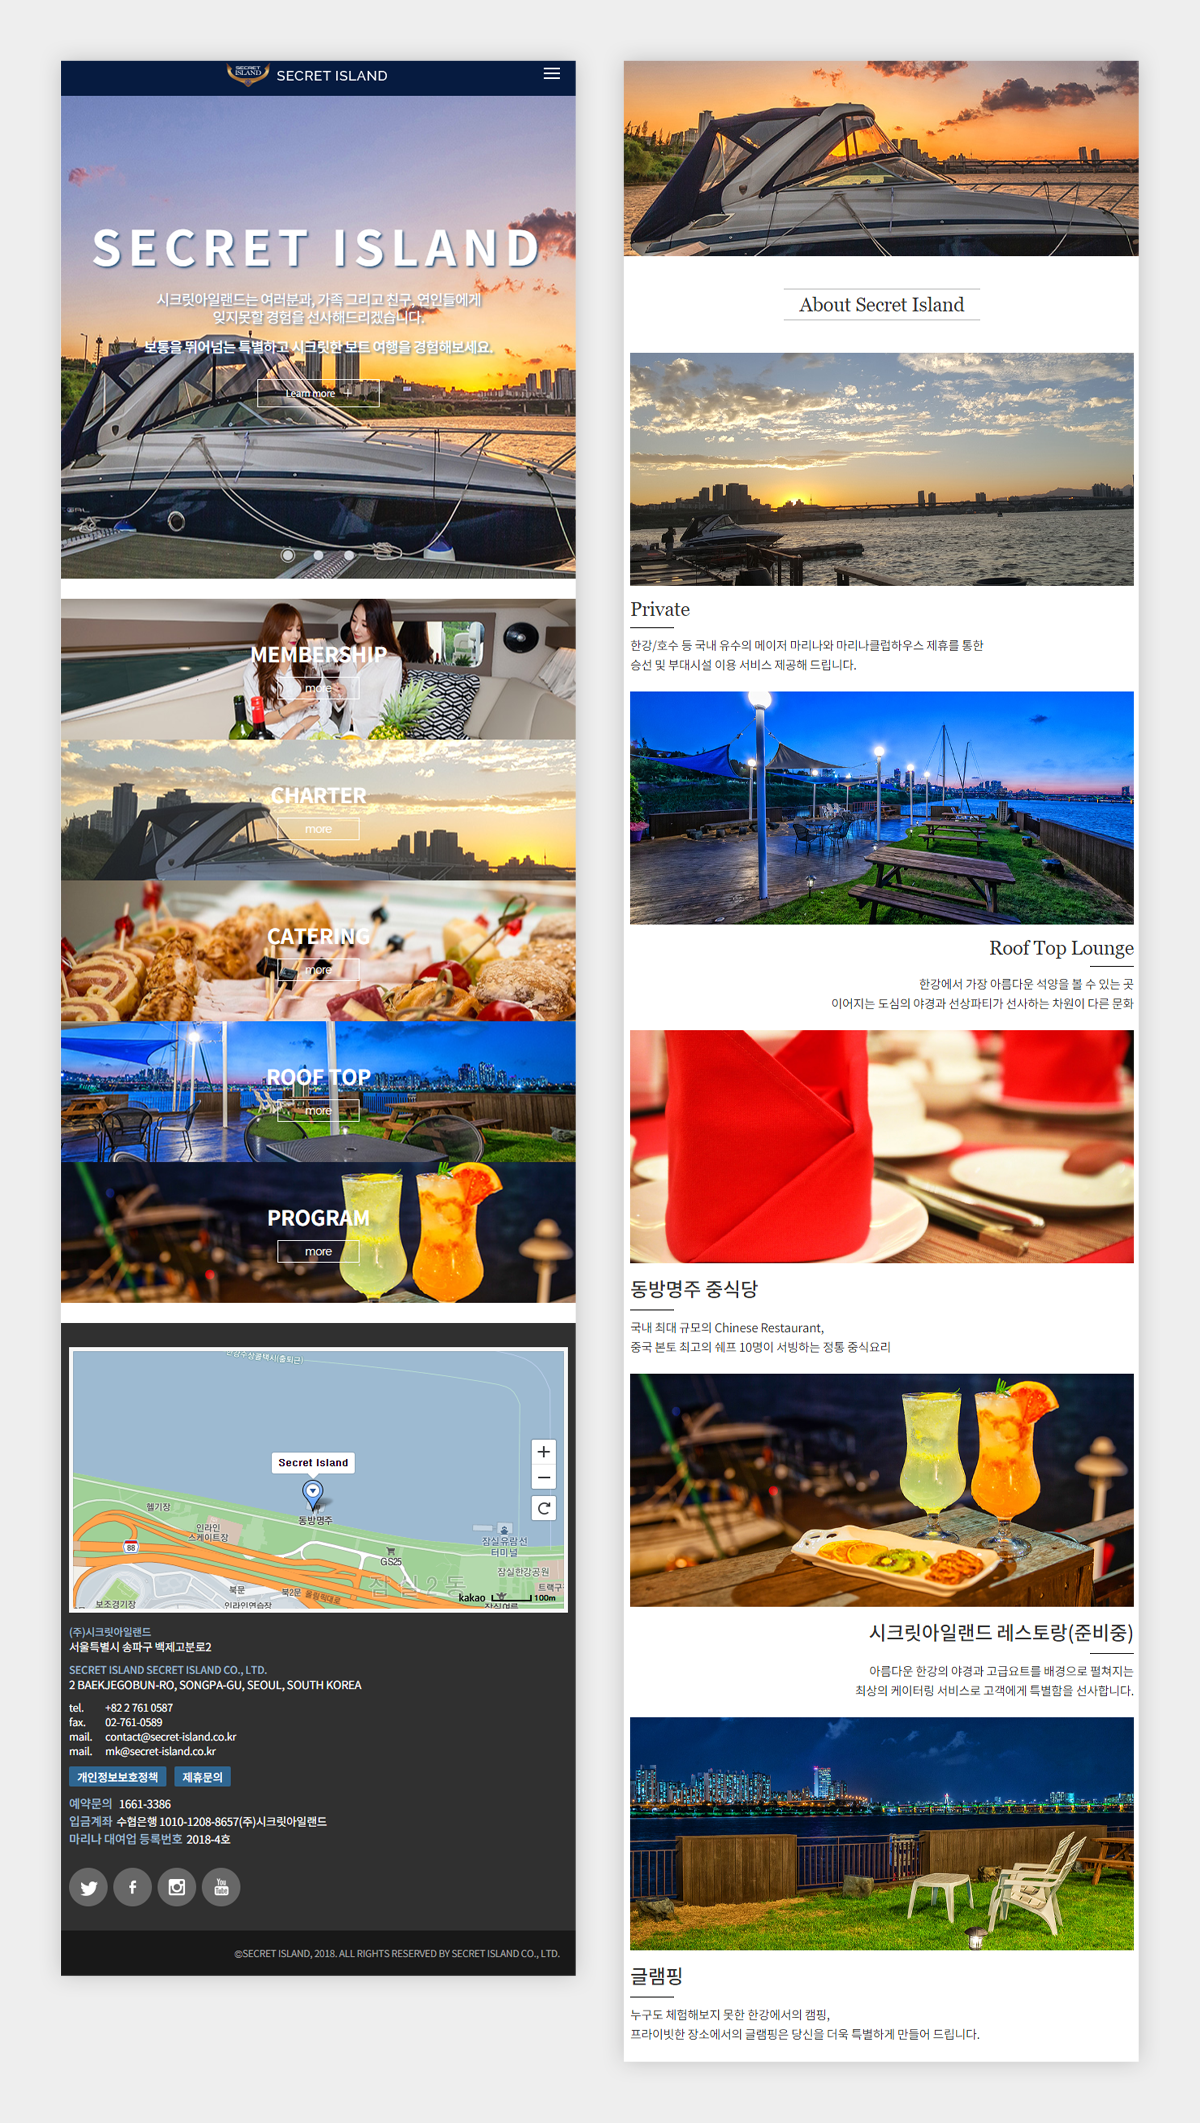 SECRET
ISLAND
SECRET ISLAND
SECRET ISLAND
시크릿아일랜드는 여러분과, 가족 그리고 친구, 연인들에게
잊지못할 경험을 선사해드리겠습니다.
보통을 뛰어넘는 특별하고 시크릿한 보트 여행을 경험해보세요.
Learn more +
MEMBERSHIP
more
CHARTER
more
CATERING
more
ROOF TOP
more
PROGRAM
more
Secret Island
동방명주
헬기장
인라인
스케이트장
88
GS25
잠실유람선
터미널
잠실한강공원
트랙구
잠실2동
북문
북2문
올림픽대로
보조경기장
인라인연습장
kakao
100m
(주)시크릿아일랜드
서울특별시 송파구 백제고분로2
SECRET ISLAND SECRET ISLAND CO., LTD.
2 BAEKJEGOBUN-RO, SONGPA-GU, SEOUL, SOUTH KOREA
tel. +82 2 761 0587
fax. 02-761-0589
mail. contact@secret-island.co.kr
mail. mk@secret-island.co.kr
개인정보보호정책 제휴문의
예약문의 1661-3386
입금계좌 수협은행 1010-1208-8657(주)시크릿아일랜드
마리나 대여업 등록번호 2018-4호
You
Tube
©SECRET ISLAND, 2018. ALL RIGHTS RESERVED BY SECRET ISLAND CO., LTD.
About Secret Island
Private
한강/호수 등 국내 유수의 메이저 마리나와 마리나클럽하우스 제휴를 통한
승선 및 부대시설 이용 서비스 제공해 드립니다.
Roof Top Lounge
한강에서 가장 아름다운 석양을 볼 수 있는 곳
이어지는 도심의 야경과 선상파티가 선사하는 차원이 다른 문화
동방명주 중식당
국내 최대 규모의 Chinese Restaurant,
중국 본토 최고의 쉐프 10명이 서빙하는 정통 중식요리
시크릿아일랜드 레스토랑(준비중)
아름다운 한강의 야경과 고급요트를 배경으로 펼쳐지는
최상의 케이터링 서비스로 고객에게 특별함을 선사합니다.
글램핑
누구도 체험해보지 못한 한강에서의 캠핑,
프라이빗한 장소에서의 글램핑은 당신을 더욱 특별하게 만들어 드립니다.